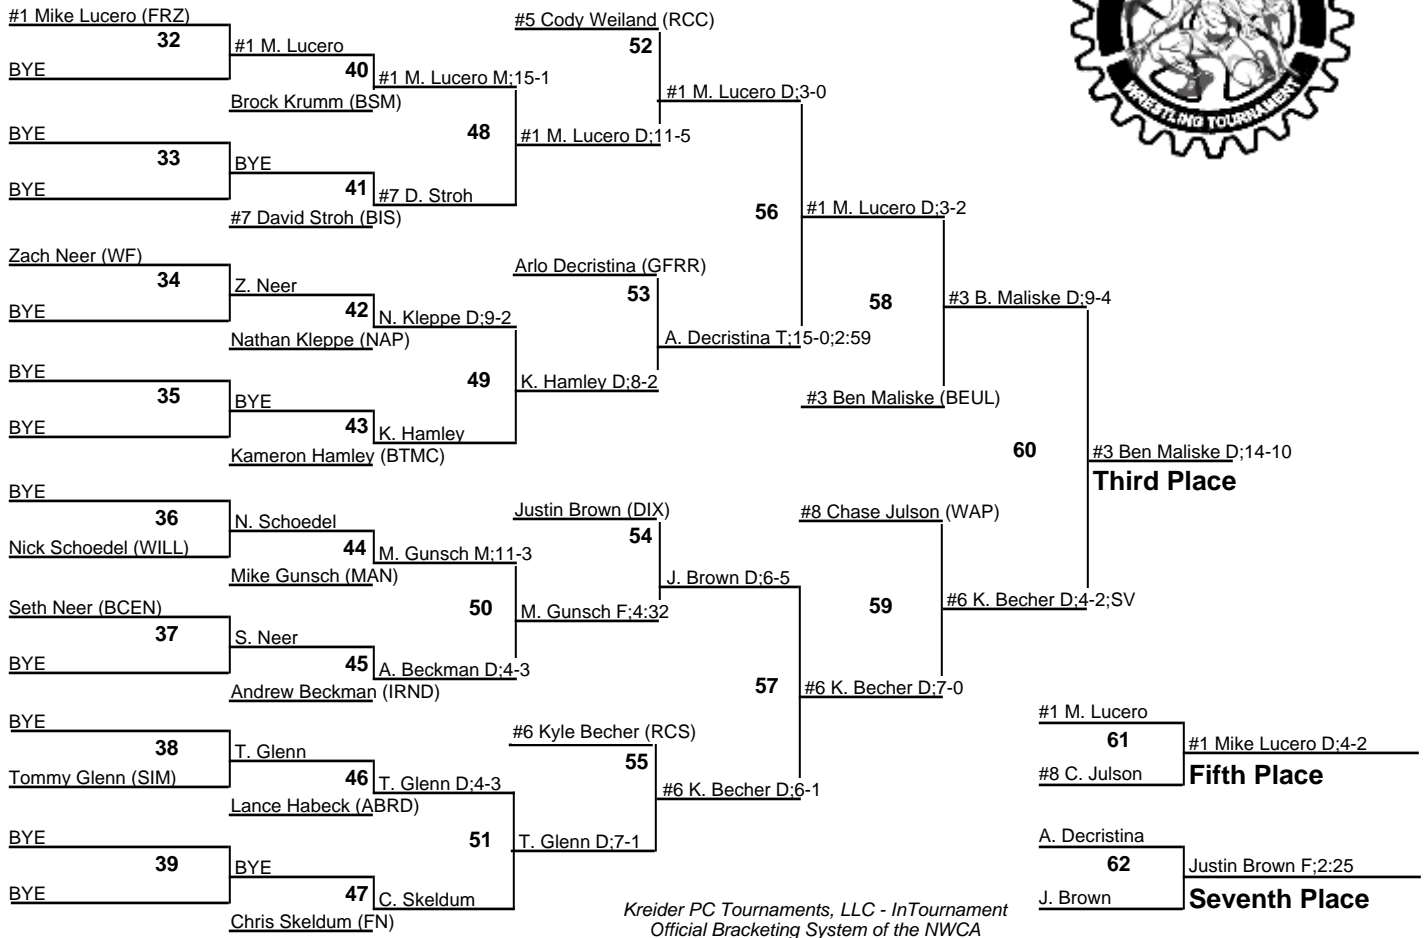 #1 Mike Lucero (FRZ)
32
BYE
#1 M. Lucero
40
Brock Krumm (BSM)
#1 M. Lucero M;15-1
BYE
33
BYE
BYE
41
#7 David Stroh (BIS)
#7 D. Stroh
48
#1 M. Lucero D;11-5
#5 Cody Weiland (RCC)
52
#1 M. Lucero D;3-0
Zach Neer (WF)
34
BYE
Z. Neer
42
Nathan Kleppe (NAP)
N. Kleppe D;9-2
BYE
35
BYE
BYE
43
Kameron Hamley (BTMC)
K. Hamley
49
K. Hamley D;8-2
Arlo Decristina (GFRR)
53
A. Decristina T;15-0;2:59
56
#1 M. Lucero D;3-2
58
#3 Ben Maliske (BEUL)
#3 B. Maliske D;9-4
BYE
36
Nick Schoedel (WILL)
N. Schoedel
44
Mike Gunsch (MAN)
M. Gunsch M;11-3
Seth Neer (BCEN)
37
BYE
S. Neer
45
Andrew Beckman (IRND)
A. Beckman D;4-3
50
M. Gunsch F;4:32
Justin Brown (DIX)
54
J. Brown D;6-5
BYE
38
Tommy Glenn (SIM)
T. Glenn
46
Lance Habeck (ABRD)
T. Glenn D;4-3
BYE
39
BYE
BYE
47
Chris Skeldum (FN)
C. Skeldum
51
T. Glenn D;7-1
#6 Kyle Becher (RCS)
55
#6 K. Becher D;6-1
57
#6 K. Becher D;7-0
#8 Chase Julson (WAP)
59
#6 K. Becher D;4-2;SV
60
#3 Ben Maliske D;14-10
Third Place
#1 M. Lucero
61
#8 C. Julson
#1 Mike Lucero D;4-2
Fifth Place
A. Decristina
62
J. Brown
Justin Brown F;2:25
Seventh Place
WRESTLING TOURNAMENT
Kreider PC Tournaments, LLC - InTournament
Official Bracketing System of the NWCA